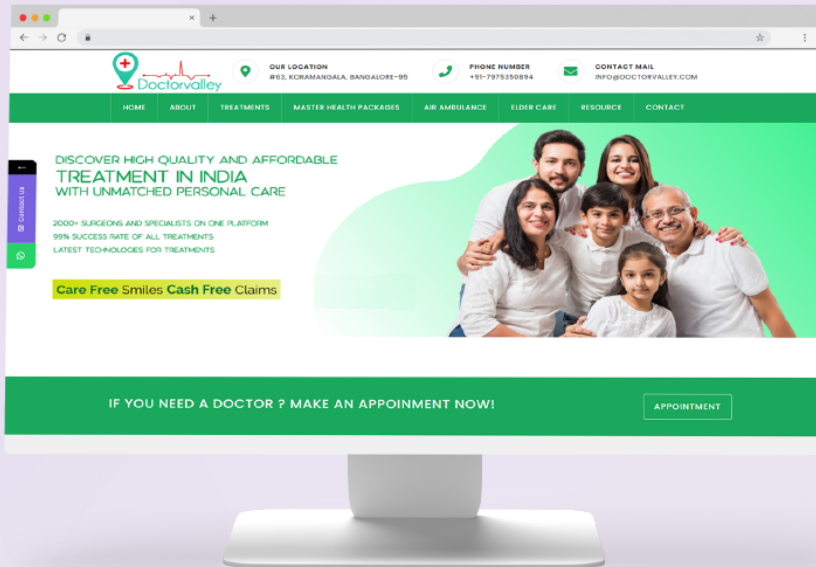 Doctorvalley
OUR LOCATION
#63, KORAMANGALA, BANGALORE-95
PHONE NUMBER
+91-7975350894
CONTACT MAIL
INFO@DOCTORVALLEY.COM
HOME ABOUT TREATMENTS MASTER HEALTH PACKAGES AIR AMBULANCE ELDER CARE RESOURCE CONTACT
DISCOVER HIGH QUALITY AND AFFORDABLE
TREATMENT IN INDIA
WITH UNMATCHED PERSONAL CARE
2000+ SURGEONS AND SPECIALISTS ON ONE PLATFORM
99% SUCCESS RATE OF ALL TREATMENTS
LATEST TECHNOLOGIES FOR TREATMENTS
Contact Us
Care Free Smiles Cash Free Claims
IF YOU NEED A DOCTOR ? MAKE AN APPOINMENT NOW!
APPOINTMENT